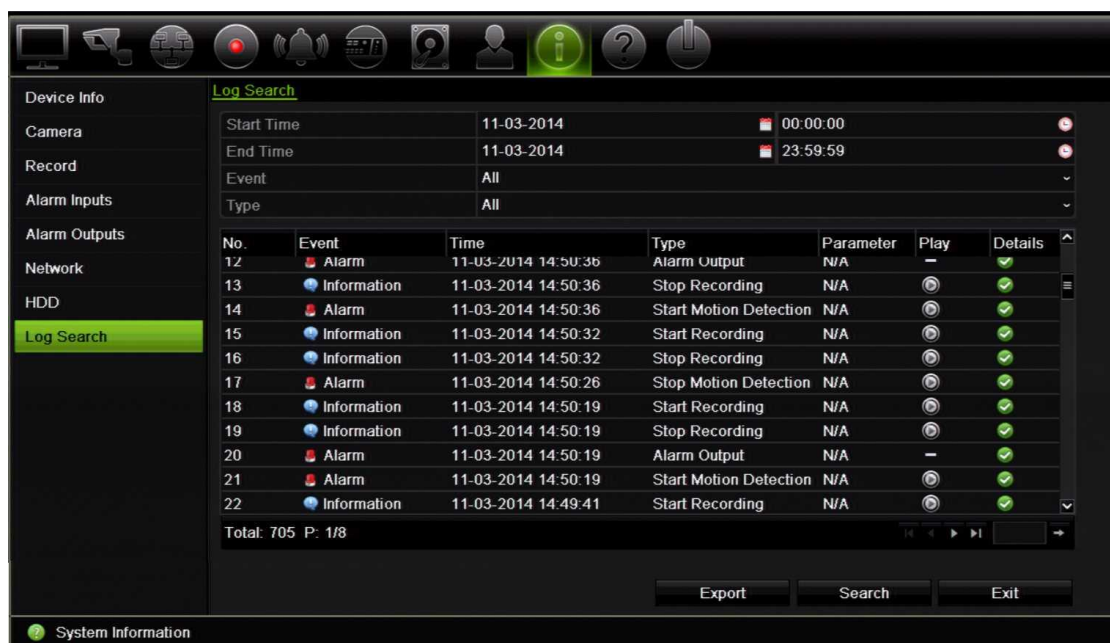 Device Info
Camera
Record
Alarm Inputs
Alarm Outputs
Network
HDD
Log Search
Log Search
Start Time 11-03-2014 00:00:00
End Time 11-03-2014 23:59:59
Event All
Type All
No. Event Time Type Parameter Play Details
12 Alarm 11-03-2014 14:50:36 Alarm Output N/A –
13 Information 11-03-2014 14:50:36 Stop Recording N/A
14 Alarm 11-03-2014 14:50:36 Start Motion Detection N/A
15 Information 11-03-2014 14:50:32 Start Recording N/A
16 Information 11-03-2014 14:50:32 Stop Recording N/A
17 Alarm 11-03-2014 14:50:26 Stop Motion Detection N/A
18 Information 11-03-2014 14:50:19 Start Recording N/A
19 Information 11-03-2014 14:50:19 Stop Recording N/A
20 Alarm 11-03-2014 14:50:19 Alarm Output N/A –
21 Alarm 11-03-2014 14:50:19 Start Motion Detection N/A
22 Information 11-03-2014 14:49:41 Start Recording N/A
Total: 705 P: 1/8
Export Search Exit
System Information